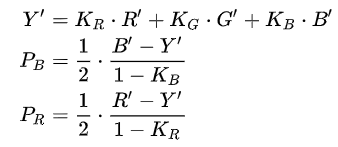 Y′ = K_R · R′ + K_G · G′ + K_B · B′
P_B = 1/2 · (B′ − Y′)/(1 − K_B)
P_R = 1/2 · (R′ − Y′)/(1 − K_R)